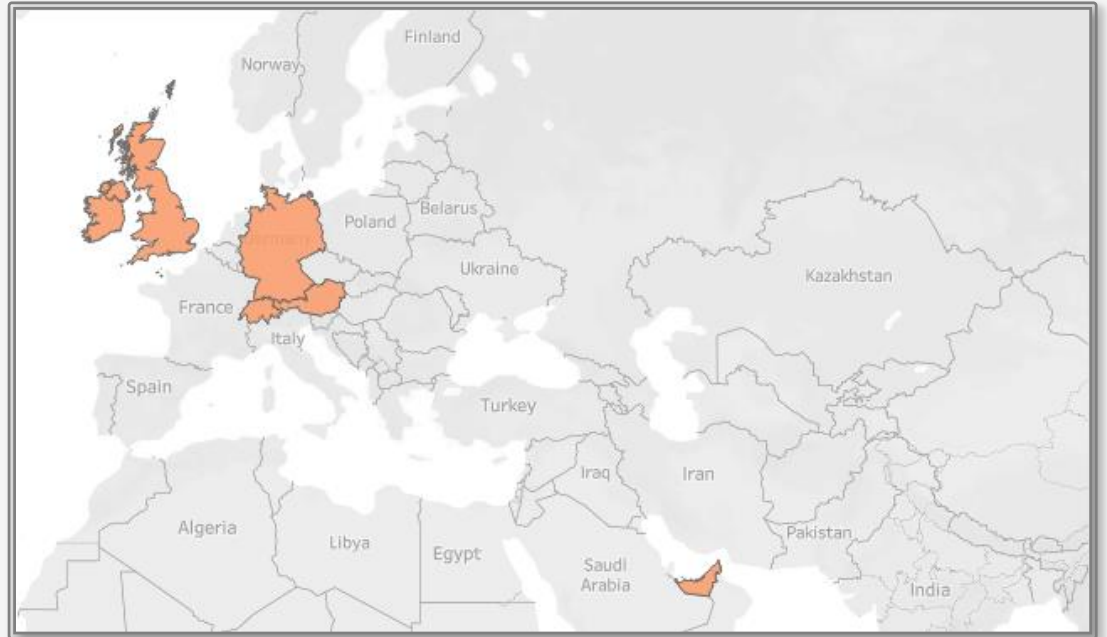 Finland
Norway
Belarus
Poland
Germany
Ukraine
Kazakhstan
France
Italy
Spain
Turkey
Iraq
Iran
Algeria
Libya
Egypt
Pakistan
Saudi
Arabia
India